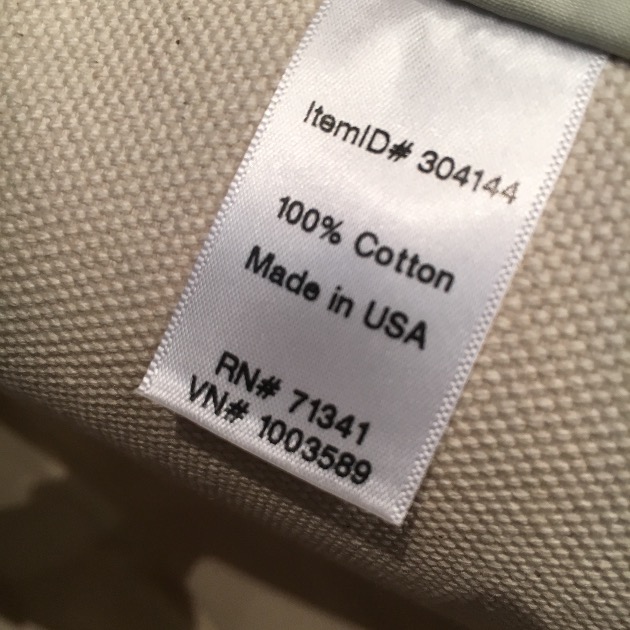 ItemID# 304144
100% Cotton
Made in USA
RN# 71341
VN# 1003589